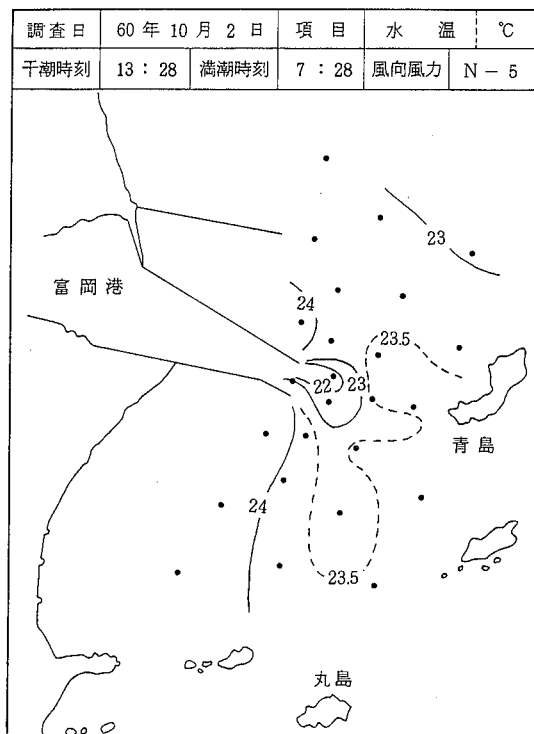 調査日 60年10月2日 項目 水温 ℃
干潮時刻 13:28 満潮時刻 7:28 風向風力 N-5
23
富岡港
24
23.5
22 23
青島
24
23.5
丸島